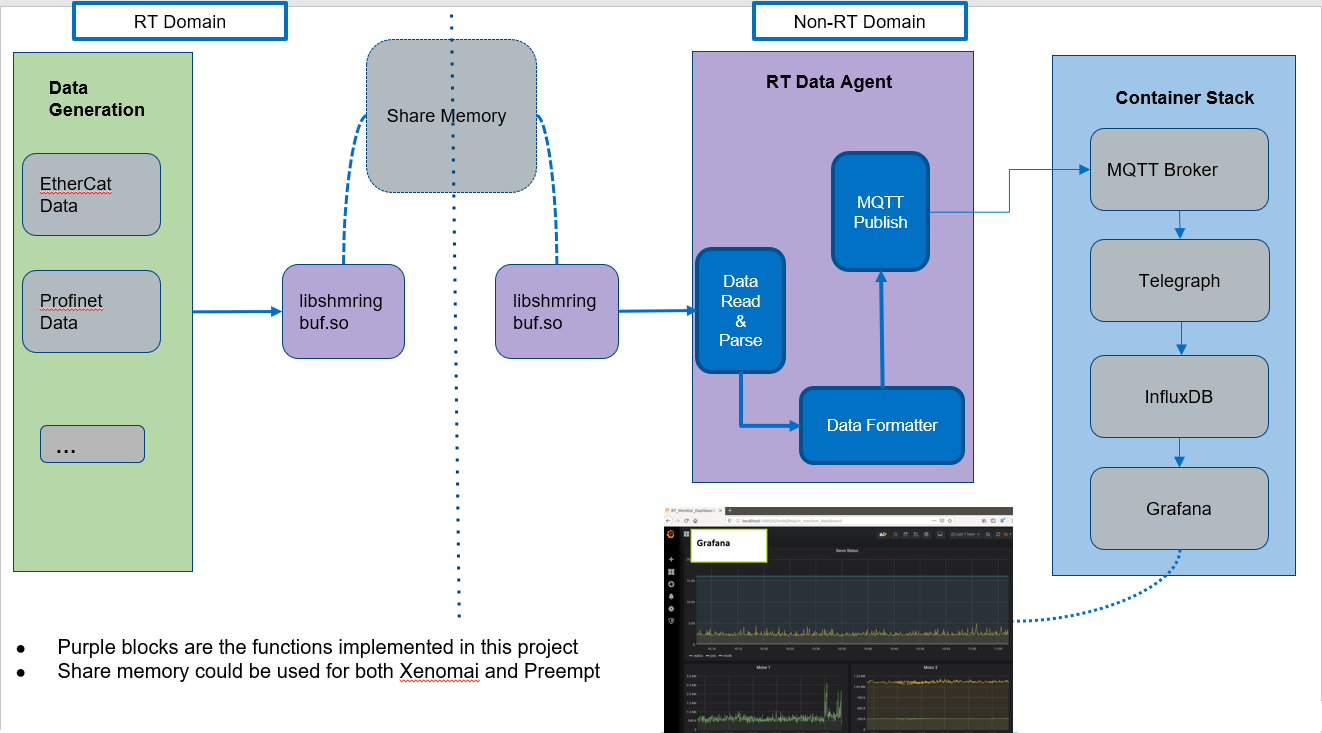 RT Domain
Non-RT Domain
Data
Generation
EtherCat
Data
Profinet
Data
...
Share Memory
libshmring
buf.so
libshmring
buf.so
RT Data Agent
MQTT
Publish
Data
Read
&
Parse
Data Formatter
Container Stack
MQTT Broker
Telegraph
InfluxDB
Grafana
Grafana
Servo Status
Motor 1
Motor 2
● Purple blocks are the functions implemented in this project
● Share memory could be used for both Xenomai and Preempt